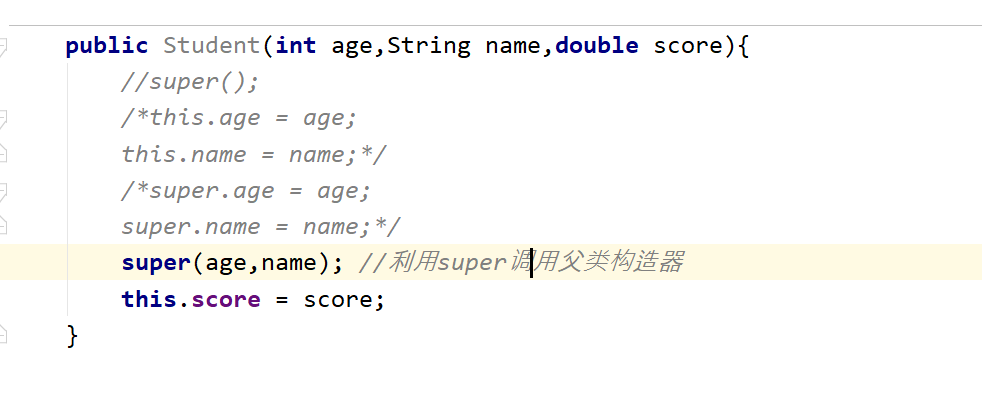 public Student(int age,String name,double score){
//super();
/*this.age = age;
this.name = name;*/
/*super.age = age;
super.name = name;*/
super(age,name); //利用super调用父类构造器
this.score = score;
}